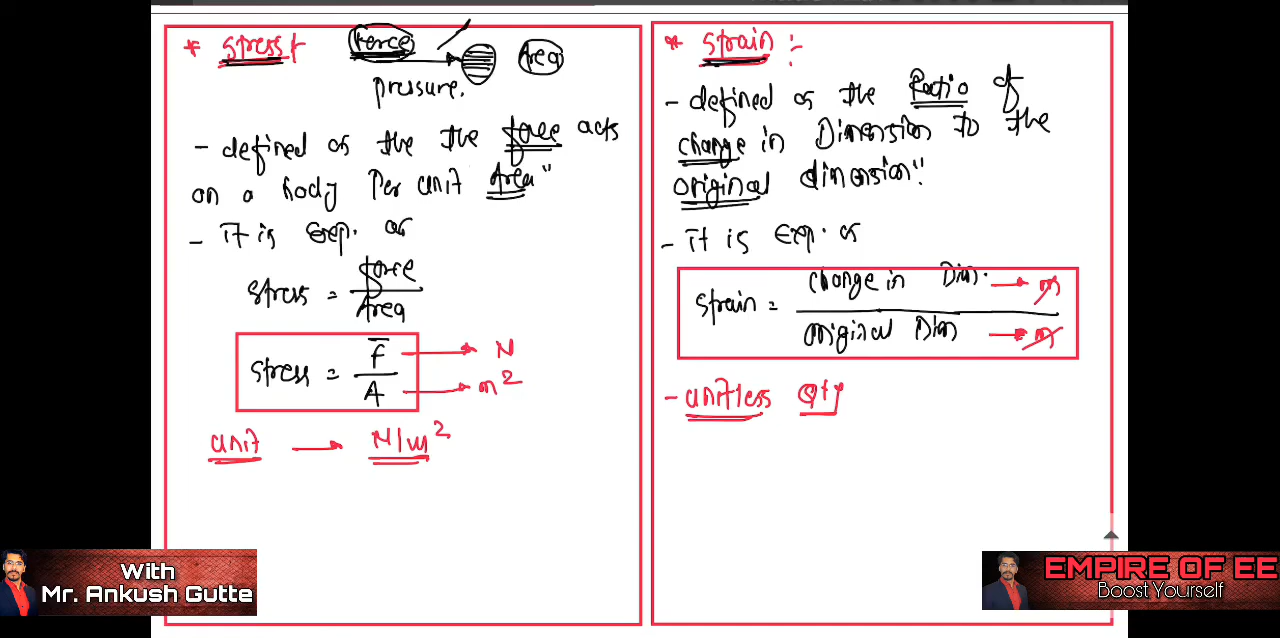 * Stress :-
Force
Area
pressure.
- defined as the the force acts
on a body per unit Area"
- it is exp. as
stress = force / Area
stress = F / A
→ N
→ m²
unit → N/m²
* Strain :-
- defined as the Ratio of
change in Dimension to the
original dimension".
- it is exp. as
strain = change in Dim. → m / original Dim → m
- unitless qty
With
Mr. Ankush Gutte
EMPIRE OF EE
Boost Yourself